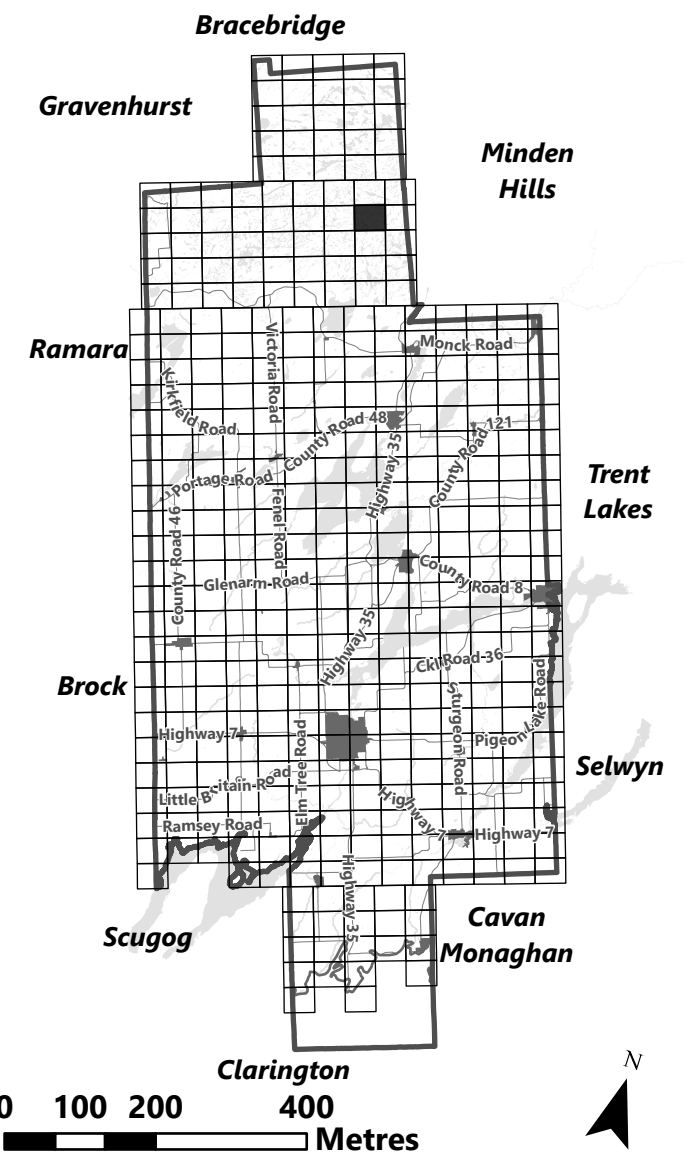 Bracebridge
Gravenhurst
Minden
Hills
Ramara
Monck Road
Victoria Road
Kirkfield Road
County Road 48
Highway 35
County Road 121
Portage Road
Trent
Lakes
County Road 46
Fenel Road
Glenarm Road
County Road 8
Highway 35
Ckl Road 36
Brock
Sturgeon Road
Pigeon Lake Road
Highway 7
Elm Tree Road
Selwyn
Little Britain Road
Highway 7
Ramsey Road
Highway 7
Highway 35
Scugog
Cavan
Monaghan
Clarington
N
0 100 200 400
Metres